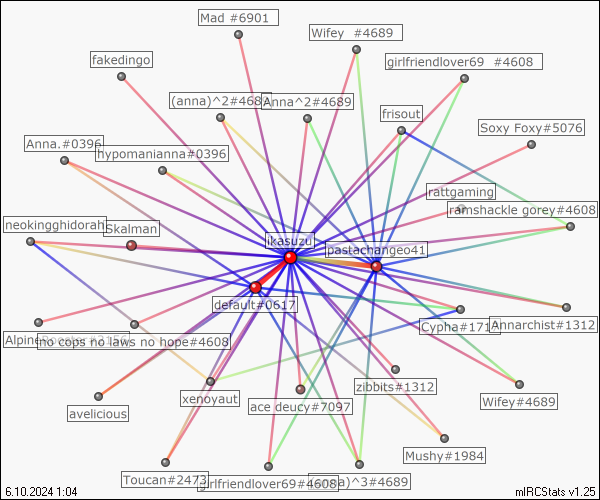 Mad #6901
Wifey #4689
fakedingo
girlfriendlover69 #4608
(anna)^2#4689
Anna^2#4689
frisout
Soxy Foxy#5076
Anna.#0396
hypomanianna#0396
rattgaming
ramshackle gorey#4608
neokingghidorah
Skalman
ikasuzu
pastachangeo41
default#0617
Cypha#171
Annarchist#1312
Alpin
no cops no laws no hope#4608
zibbits#1312
xenoyaut
ace deucy#7097
Wifey#4689
avelicious
Mushy#1984
Toucan#2473
girlfriendlover69#4608
)^3#4689
6.10.2024 1:04
mIRCStats v1.25